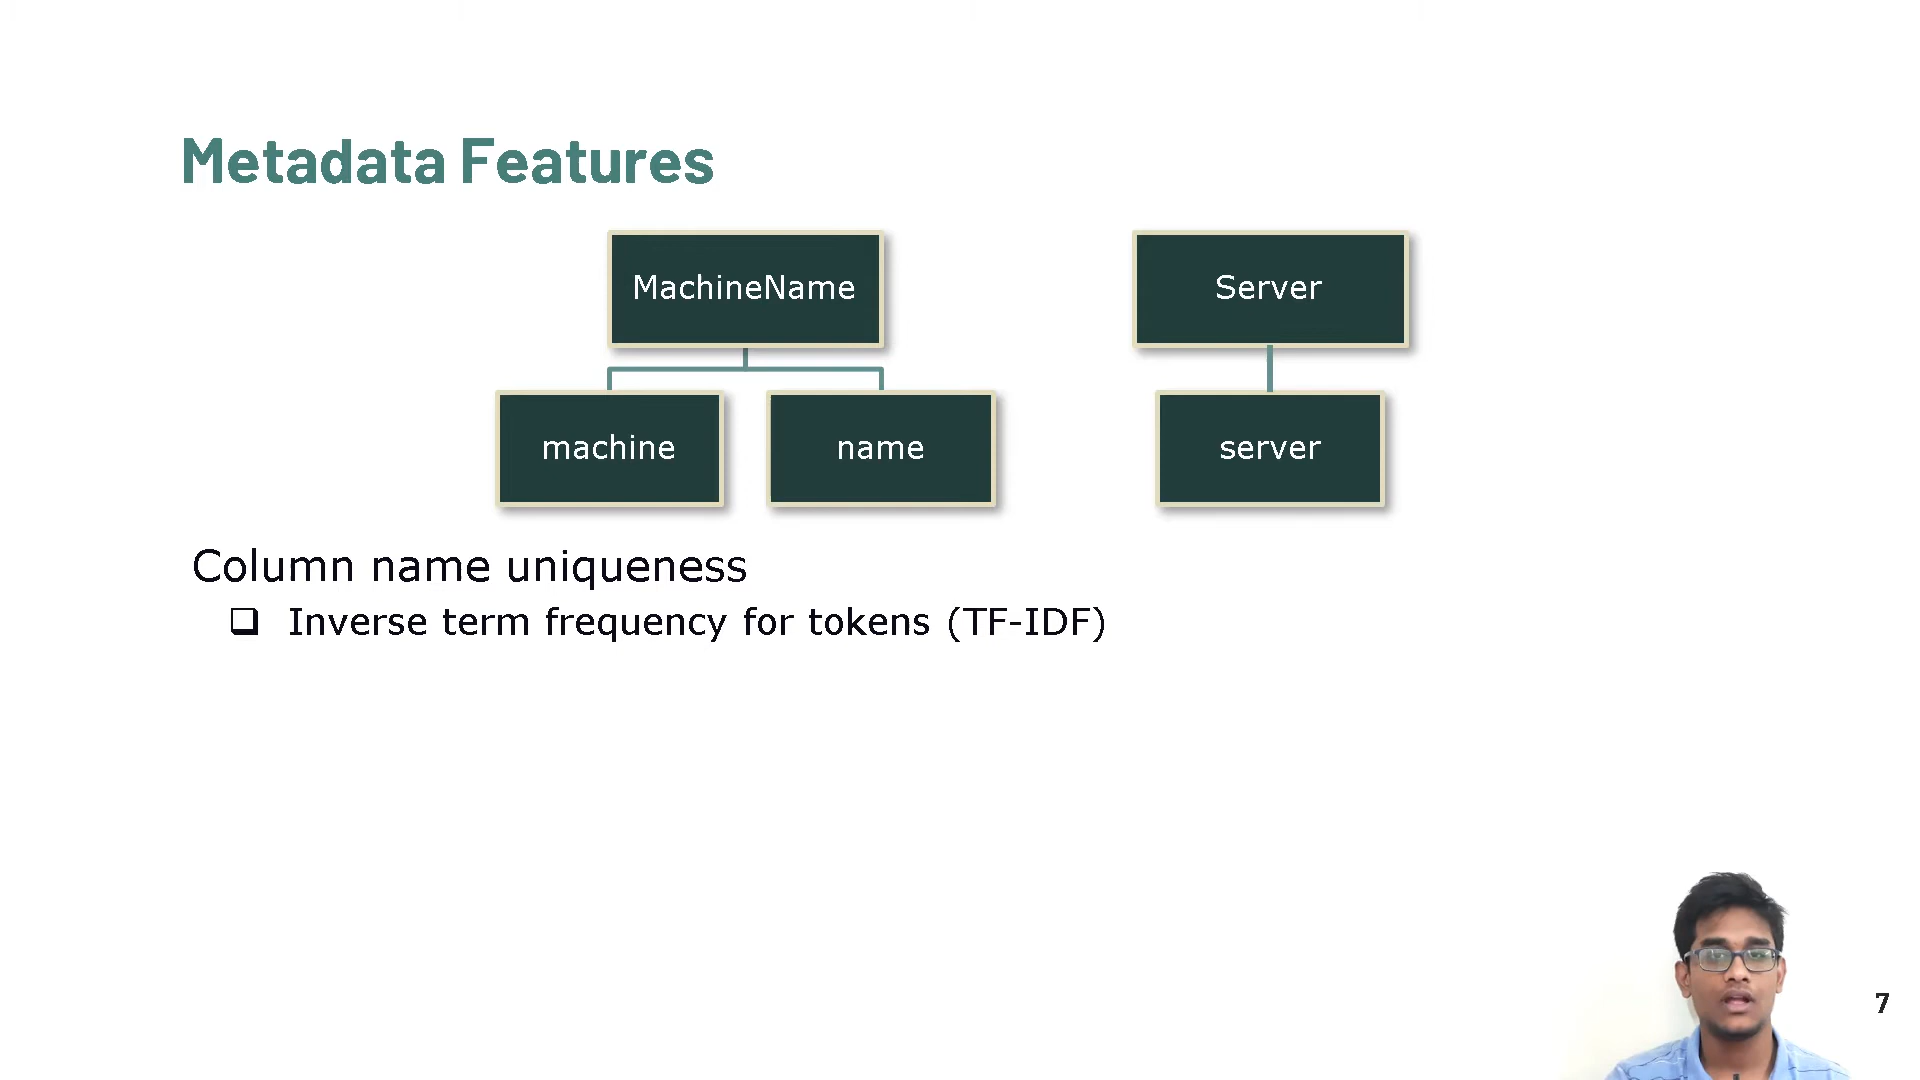 Metadata Features
MachineName
Server
machine
name
server
Column name uniqueness
Inverse term frequency for tokens (TF-IDF)
7